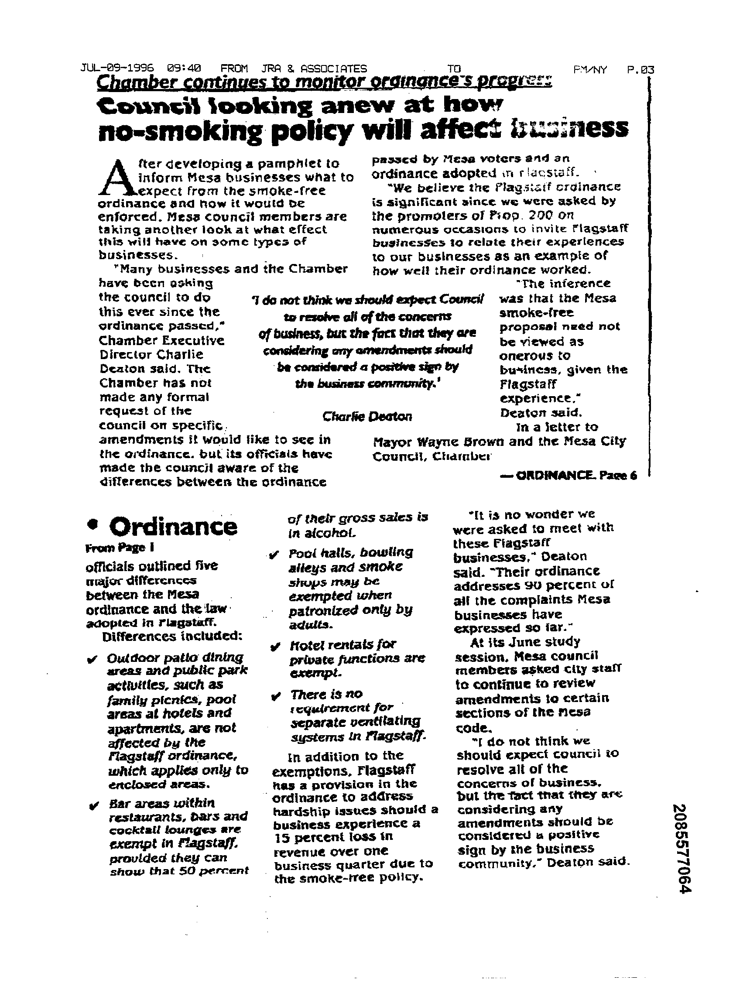 JUL-09-1996 09:40 FROM JRA & ASSOCIATES TO PM/NY P.03
Chamber continues to monitor ordinance's progress
Council looking anew at how
no-smoking policy will affect business
After developing a pamphlet to
inform Mesa businesses what to
expect from the smoke-free
ordinance and how it would be
enforced, Mesa council members are
taking another look at what effect
this will have on some types of
businesses.
"Many businesses and the Chamber
have been asking
the council to do
this ever since the
ordinance passed,"
Chamber Executive
Director Charlie
Deaton said. The
Chamber has not
made any formal
request of the
council on specific
amendments it would like to see in
the ordinance, but its officials have
made the council aware of the
differences between the ordinance
'I do not think we should expect Council
to resolve all of the concerns
of business, but the fact that they are
considering any amendments should
be considered a positive sign by
the business community.'
Charlie Deaton
passed by Mesa voters and an
ordinance adopted in Flagstaff.
"We believe the Flagstaff ordinance
is significant since we were asked by
the promoters of Prop. 200 on
numerous occasions to invite Flagstaff
businesses to relate their experiences
to our businesses as an example of
how well their ordinance worked.
"The inference
was that the Mesa
smoke-free
proposal need not
be viewed as
onerous to
business, given the
Flagstaff
experience,"
Deaton said.
In a letter to
Mayor Wayne Brown and the Mesa City
Council, Chamber
— ORDINANCE, Page 6
• Ordinance
From Page 1
officials outlined five
major differences
between the Mesa
ordinance and the law
adopted in Flagstaff.
Differences included:
✔ Outdoor patio dining
areas and public park
activities, such as
family picnics, pool
areas at hotels and
apartments, are not
affected by the
Flagstaff ordinance,
which applies only to
enclosed areas.
✔ Bar areas within
restaurants, bars and
cocktail lounges are
exempt in Flagstaff,
provided they can
show that 50 percent
of their gross sales is
in alcohol.
✔ Pool halls, bowling
alleys and smoke
shops may be
exempted when
patronized only by
adults.
✔ Hotel rentals for
private functions are
exempt.
✔ There is no
requirement for
separate ventilating
systems in Flagstaff.
In addition to the
exemptions, Flagstaff
has a provision in the
ordinance to address
hardship issues should a
business experience a
15 percent loss in
revenue over one
business quarter due to
the smoke-free policy.
"It is no wonder we
were asked to meet with
these Flagstaff
businesses," Deaton
said. "Their ordinance
addresses 90 percent of
all the complaints Mesa
businesses have
expressed so far."
At its June study
session, Mesa council
members asked city staff
to continue to review
amendments to certain
sections of the Mesa
code.
"I do not think we
should expect council to
resolve all of the
concerns of business,
but the fact that they are
considering any
amendments should be
considered a positive
sign by the business
community," Deaton said.
2085577064